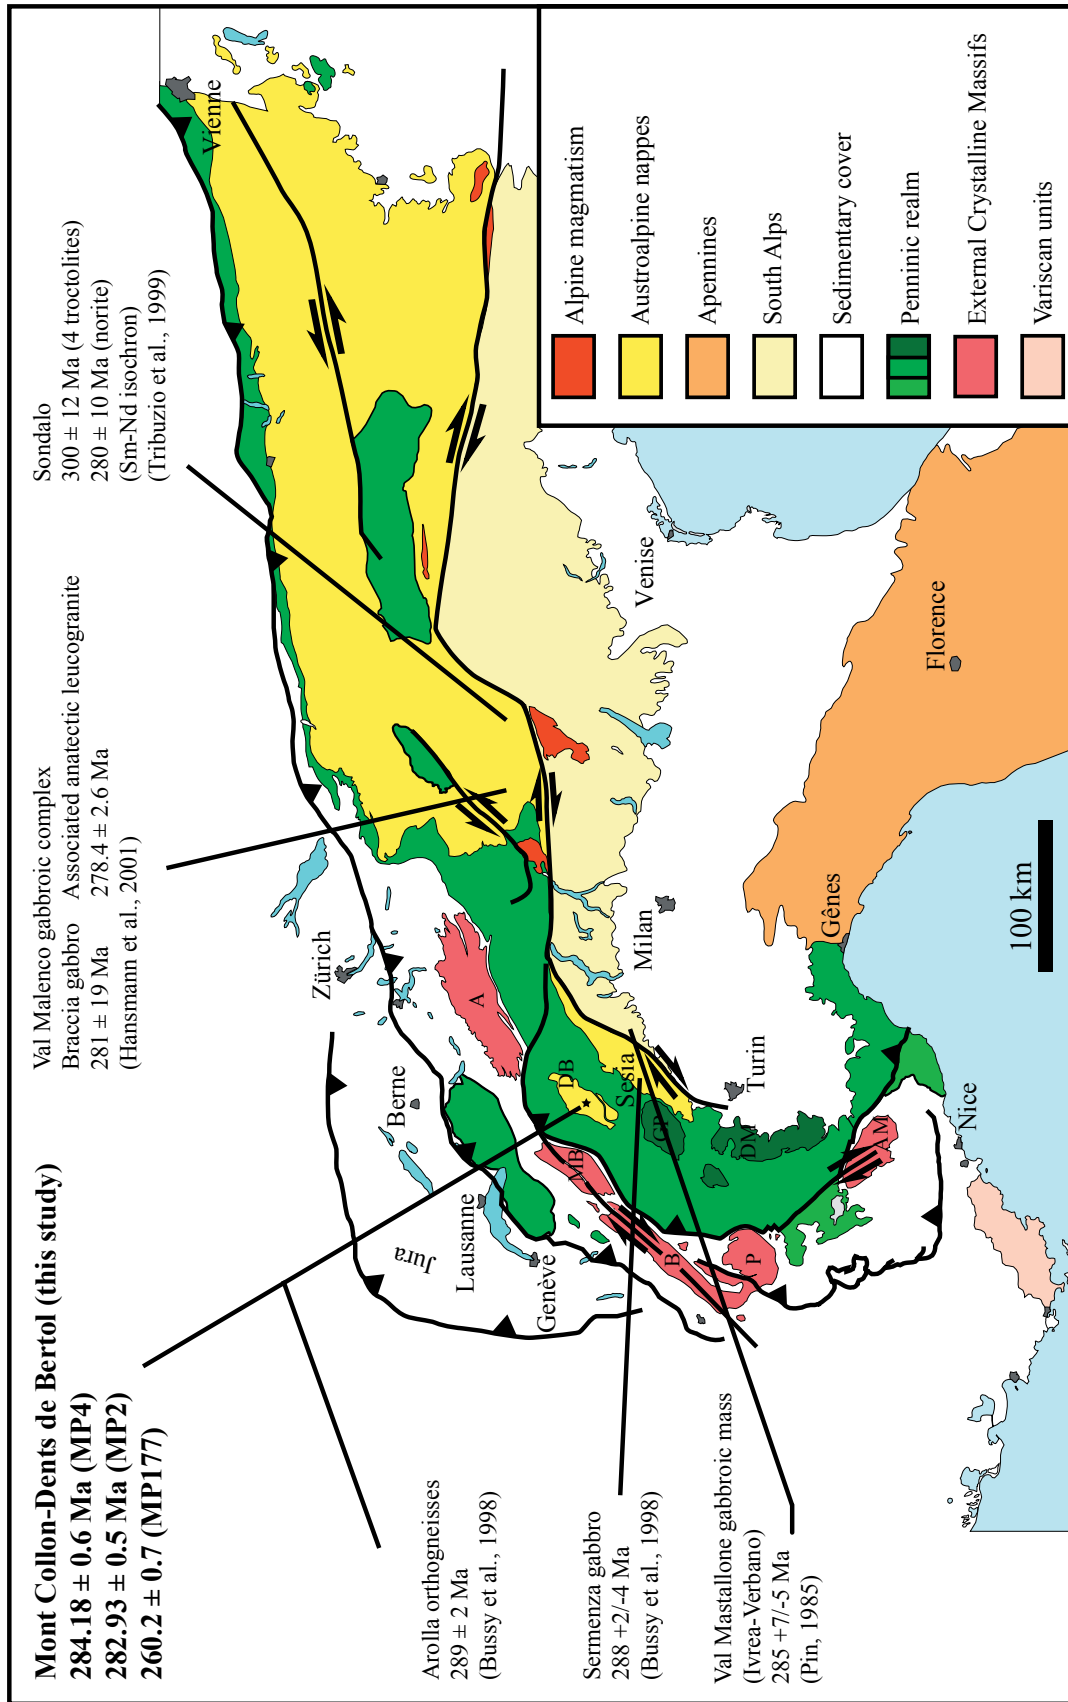 Mont Collon-Dents de Bertol (this study)
284.18 ± 0.6 Ma (MP4)
282.93 ± 0.5 Ma (MP2)
260.2 ± 0.7 (MP177)
Val Malenco gabbroic complex
Braccia gabbro Associated anatectic leucogranite
281 ± 19 Ma 278.4 ± 2.6 Ma
(Hansmann et al., 2001)
Sondalo
300 ± 12 Ma (4 troctolites)
280 ± 10 Ma (norite)
(Sm-Nd isochron)
(Tribuzio et al., 1999)
Arolla orthogneisses
289 ± 2 Ma
(Bussy et al., 1998)
Sermenza gabbro
288 +2/-4 Ma
(Bussy et al., 1998)
Val Mastallone gabbroic mass
(Ivrea-Verbano)
285 +7/-5 Ma
(Pin, 1985)
Vienne
Zürich
Berne
Jura
Lausanne
Genève
A
DB
MB
Sesia
GP
B
DM
P
AM
Milan
Turin
Venise
Gênes
Florence
Nice
100 km
Alpine magmatism
Austroalpine nappes
Apennines
South Alps
Sedimentary cover
Penninic realm
External Crystalline Massifs
Variscan units